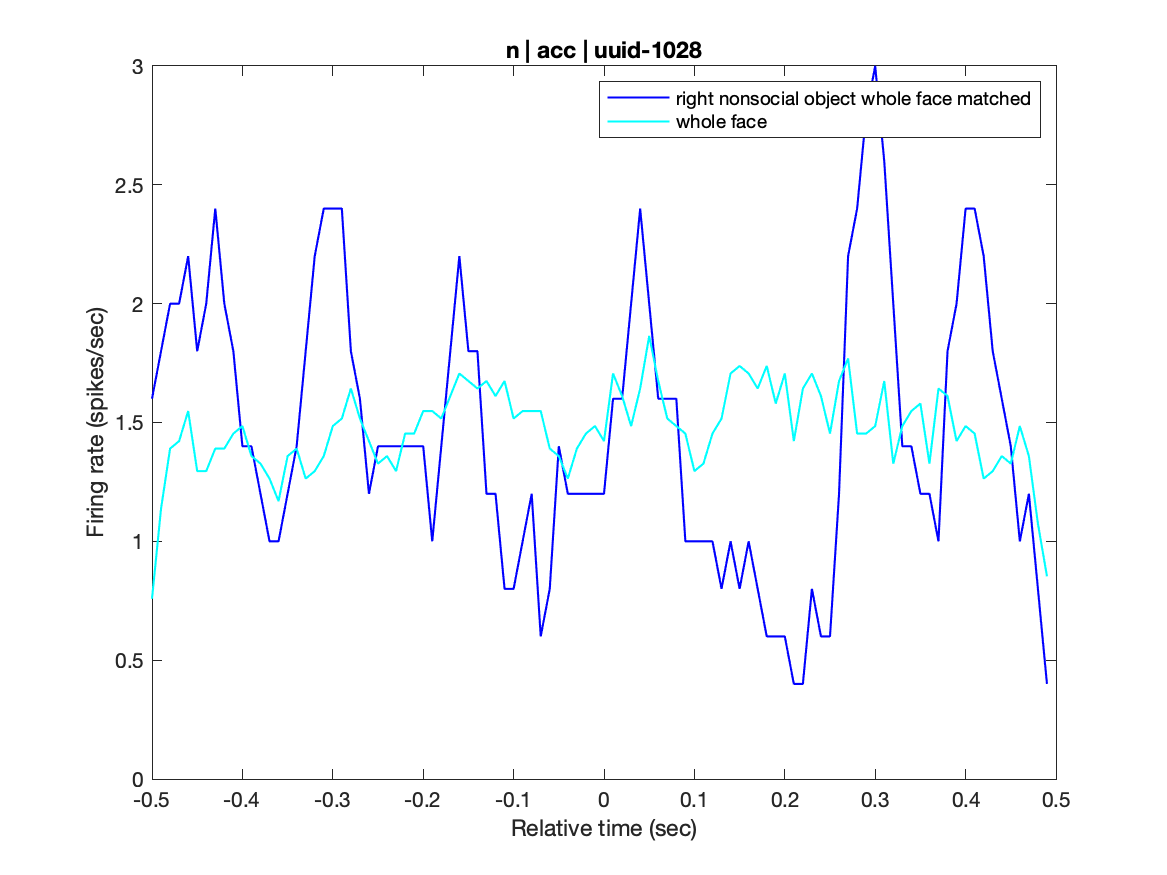 n | acc | uuid-1028
right nonsocial object whole face matched
whole face
3
2.5
2
1.5
1
0.5
0
Firing rate (spikes/sec)
-0.5 -0.4 -0.3 -0.2 -0.1 0 0.1 0.2 0.3 0.4 0.5
Relative time (sec)